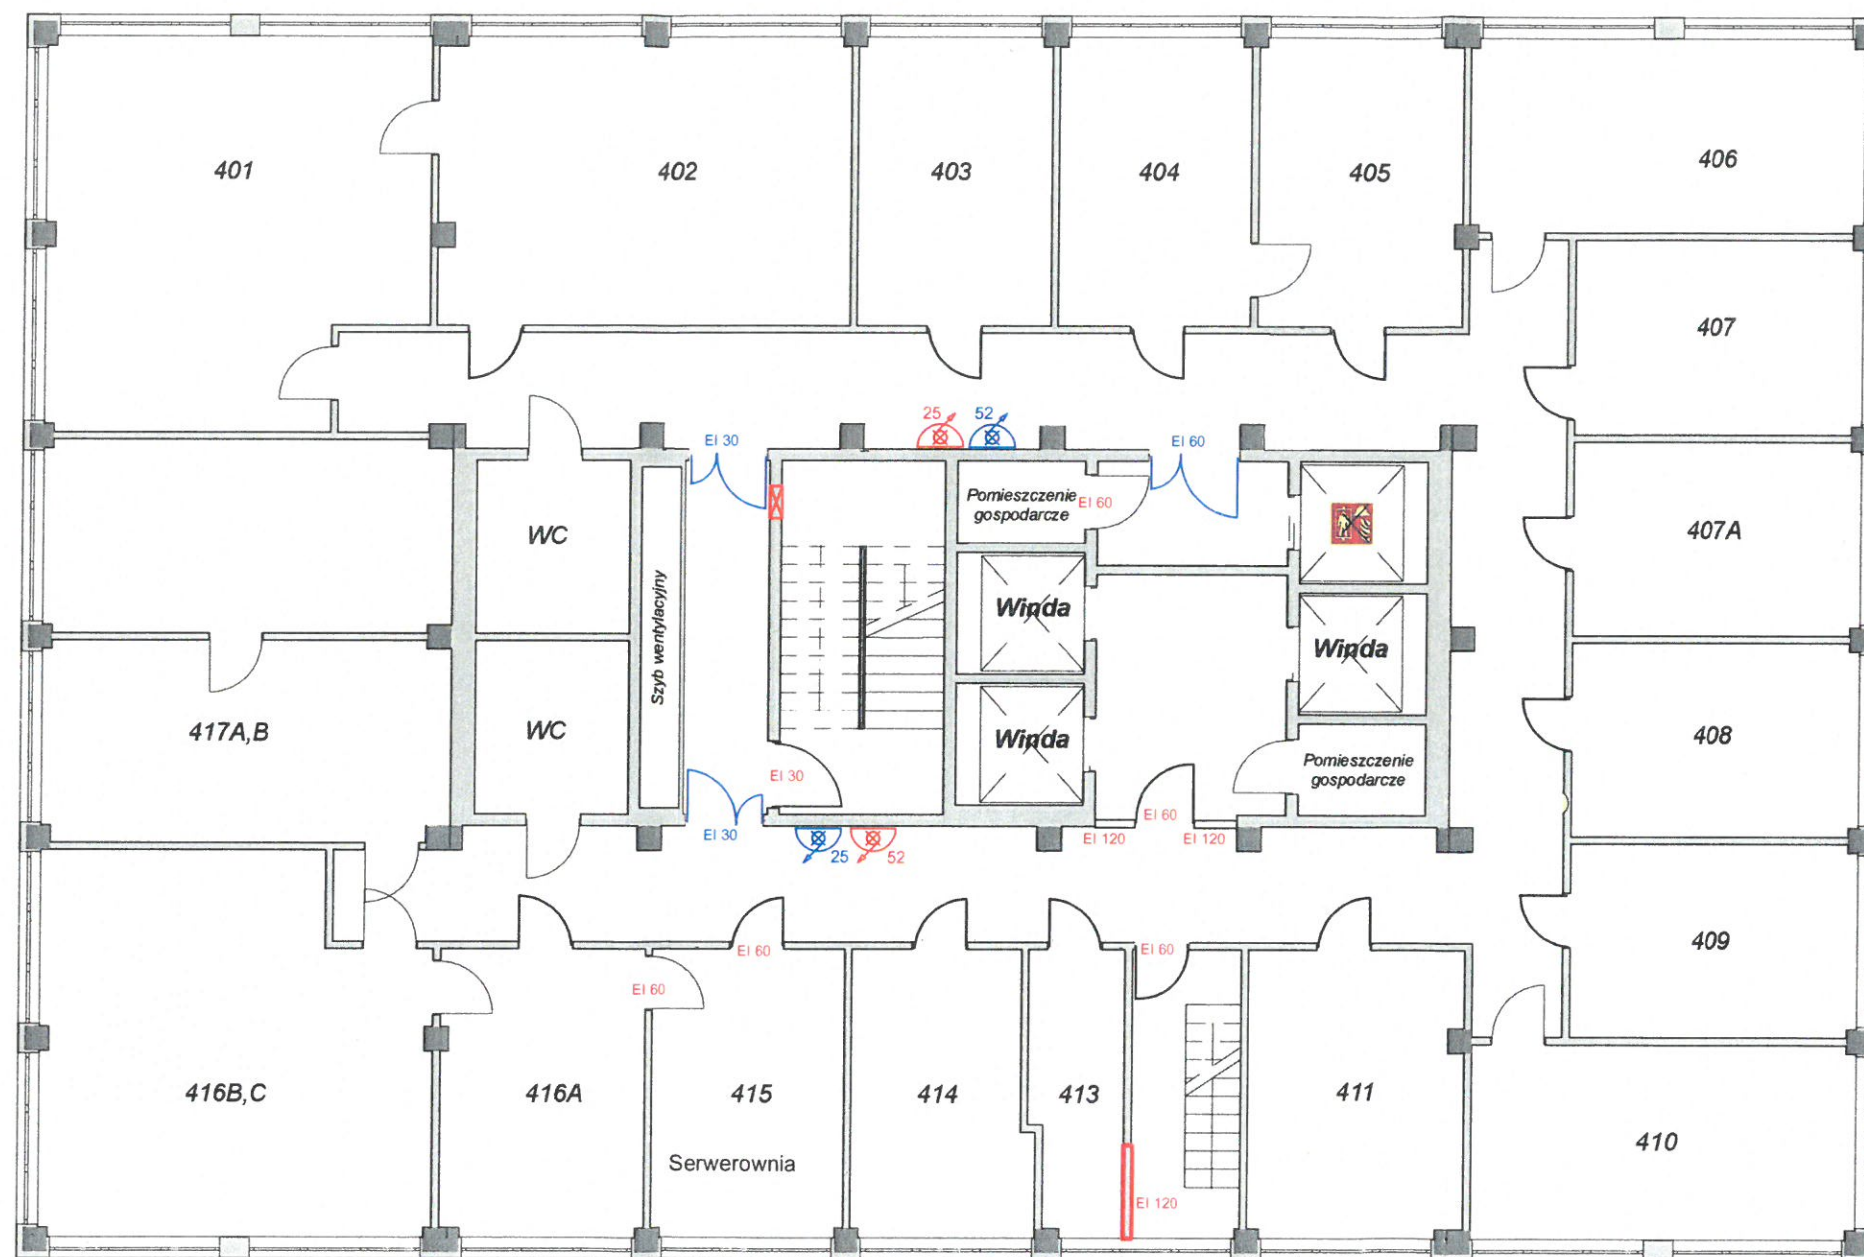 406
401
402
403
404
405
407
25
52
EI 30
EI 60
Pomieszczenie
gospodarcze
EI 60
WC
407A
Szyb wentylacyjny
Winda
Winda
417A,B
WC
Winda
408
Pomieszczenie
gospodarcze
EI 30
EI 30
25
52
EI 120
EI 60
EI 120
409
EI 60
EI 60
EI 60
416B,C
416A
415
414
413
411
410
Serwerownia
EI 120